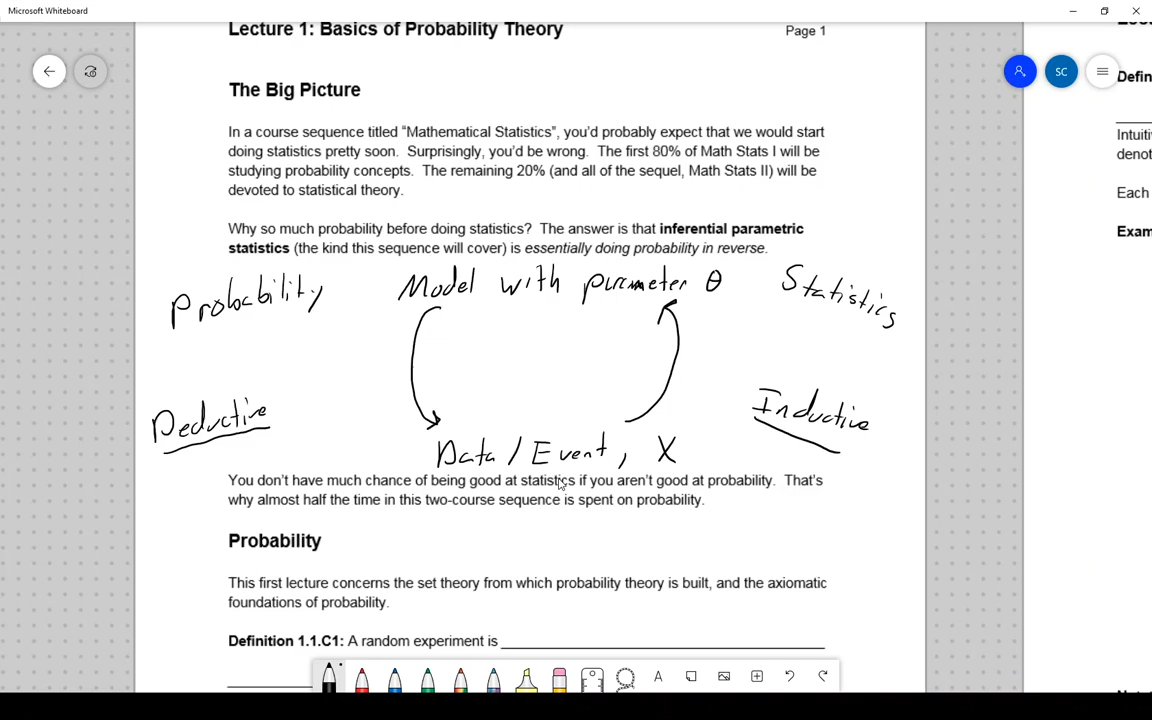 Microsoft Whiteboard
Lecture 1: Basics of Probability Theory
Page 1
SC
The Big Picture
In a course sequence titled "Mathematical Statistics", you'd probably expect that we would start
doing statistics pretty soon. Surprisingly, you'd be wrong. The first 80% of Math Stats I will be
studying probability concepts. The remaining 20% (and all of the sequel, Math Stats II) will be
devoted to statistical theory.
Why so much probability before doing statistics? The answer is that inferential parametric
statistics (the kind this sequence will cover) is essentially doing probability in reverse.
Probability Model with parameter θ Statistics
Deductive Inductive
Data / Event, X
You don't have much chance of being good at statistics if you aren't good at probability. That's
why almost half the time in this two-course sequence is spent on probability.
Probability
This first lecture concerns the set theory from which probability theory is built, and the axiomatic
foundations of probability.
Definition 1.1.C1: A random experiment is
Defin
Intuiti
denot
Each
Exam
A